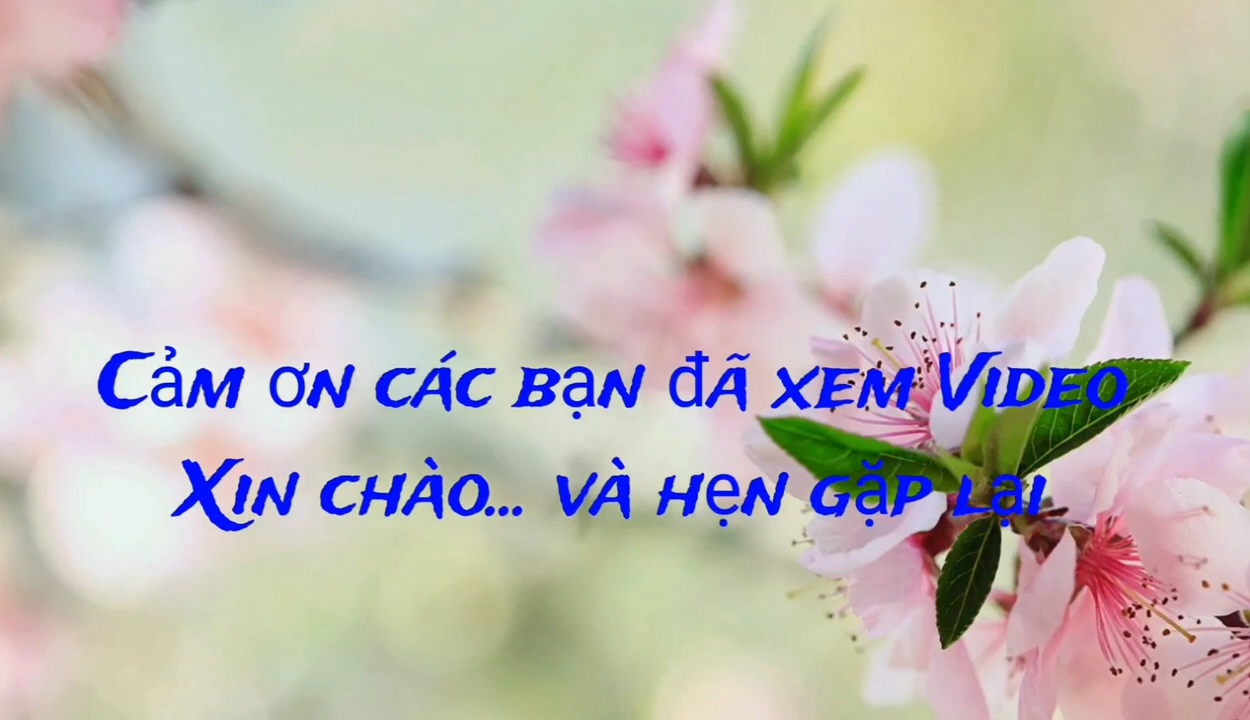 Cảm ơn các bạn đã xem Video
Xin chào... và hẹn gặp lại